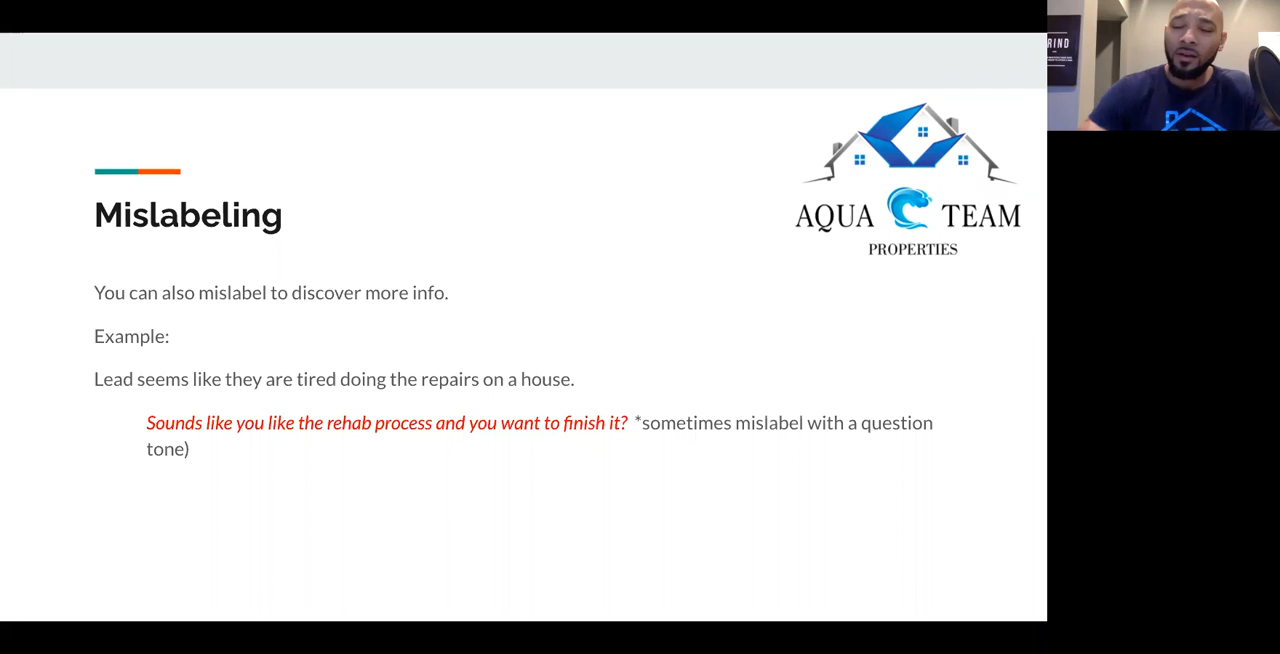 Mislabeling
AQUA TEAM
PROPERTIES
You can also mislabel to discover more info.
Example:
Lead seems like they are tired doing the repairs on a house.
Sounds like you like the rehab process and you want to finish it? *sometimes mislabel with a question
tone)
RIND